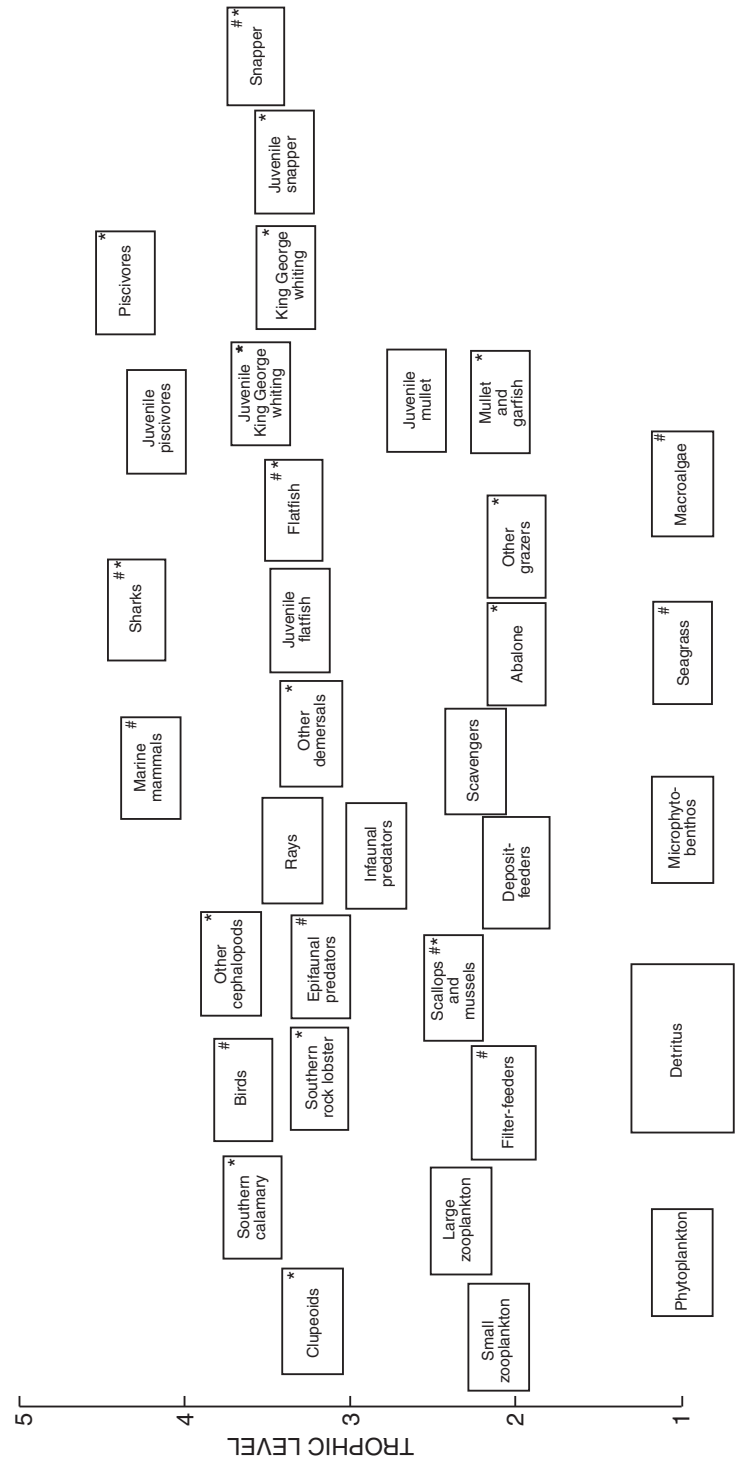 TROPHIC LEVEL
5
4
3
2
1
Piscivores *
Sharks # *
Marine
mammals #
Juvenile
piscivores
Other
cephalopods *
Birds #
Southern
calamary *
Juvenile
King George
whiting *
Snapper # *
Clupeoids *
Southern
rock lobster *
Epifaunal
predators #
Rays
Other
demersals *
Juvenile
flatfish
Flatfish # *
King George
whiting *
Juvenile
snapper *
Infaunal
predators
Juvenile
mullet
Small
zooplankton
Large
zooplankton
Filter-feeders #
Scallops
and
mussels # *
Deposit-
feeders
Scavengers
Abalone *
Other
grazers *
Mullet
and
garfish *
Phytoplankton
Detritus
Microphyto-
benthos
Seagrass #
Macroalgae #